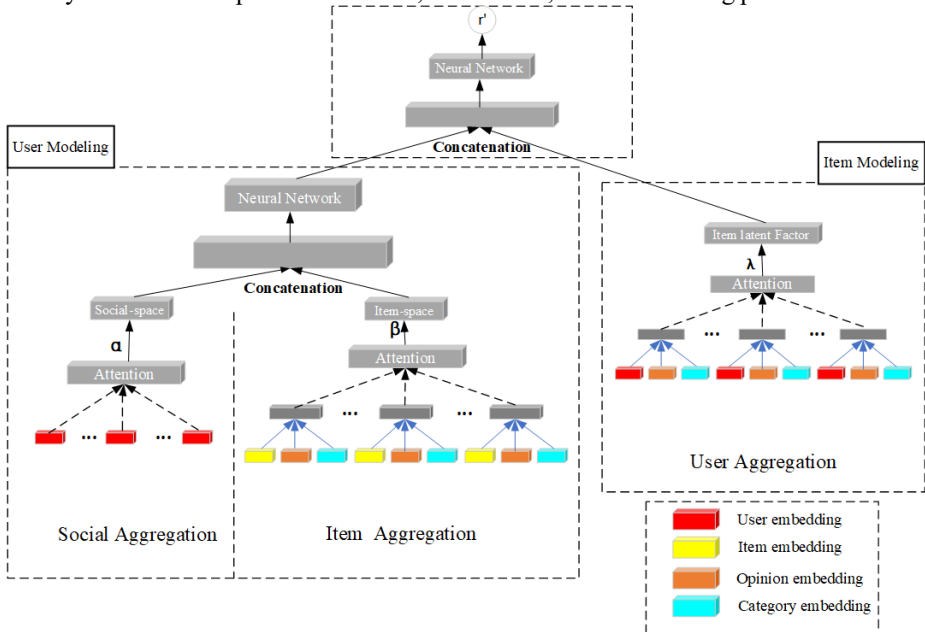 r'
Neural Network
Concatenation
User Modeling
Item Modeling
Neural Network
Item latent Factor
λ
Concatenation
Attention
Social-space
Item-space
α
β
... ...
Attention
Attention
... ...
... ...
User Aggregation
Social Aggregation
Item Aggregation
User embedding
Item embedding
Opinion embedding
Category embedding